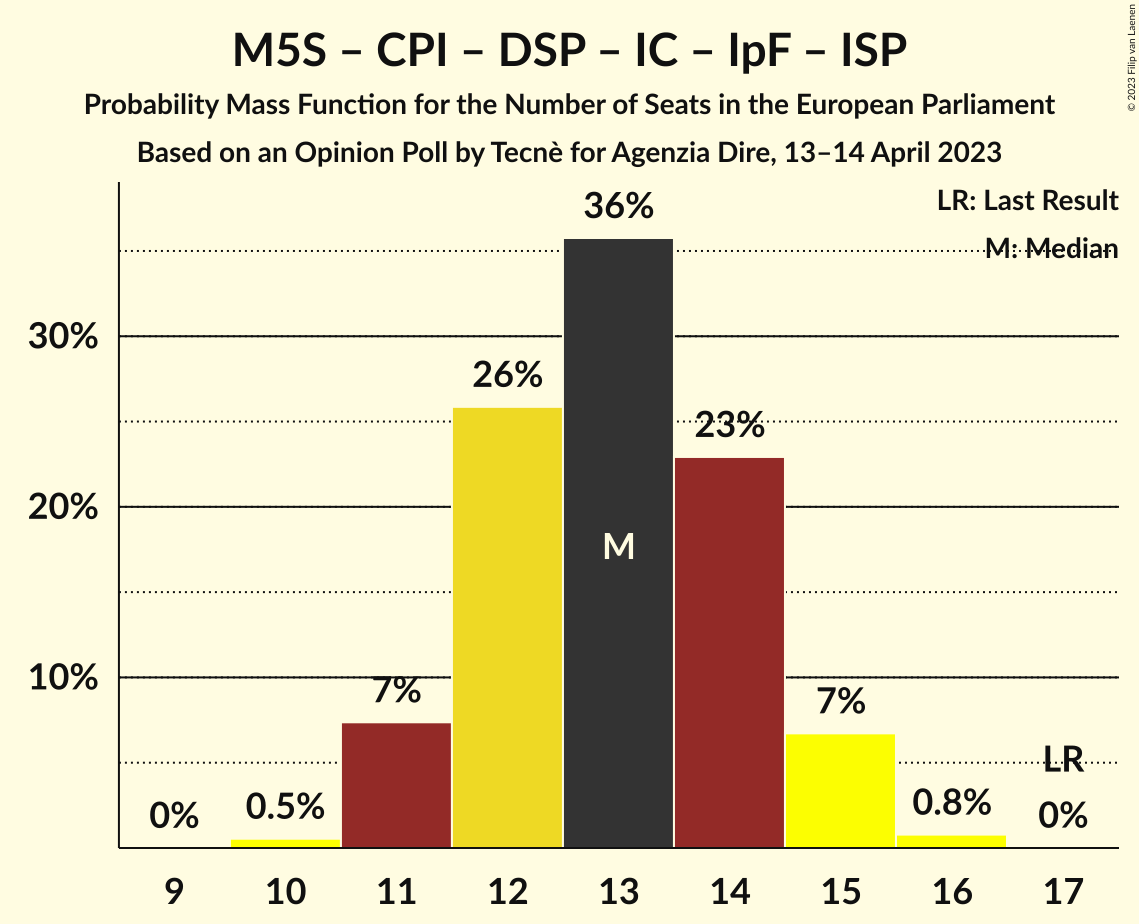 M5S – CPI – DSP – IC – IpF – ISP
Probability Mass Function for the Number of Seats in the European Parliament
Based on an Opinion Poll by Tecnè for Agenzia Dire, 13–14 April 2023
© 2023 Filip van Laenen
LR: Last Result
M: Median
30%
20%
10%
0%
0.5%
7%
26%
36%
M
23%
7%
0.8%
LR
0%
9 10 11 12 13 14 15 16 17